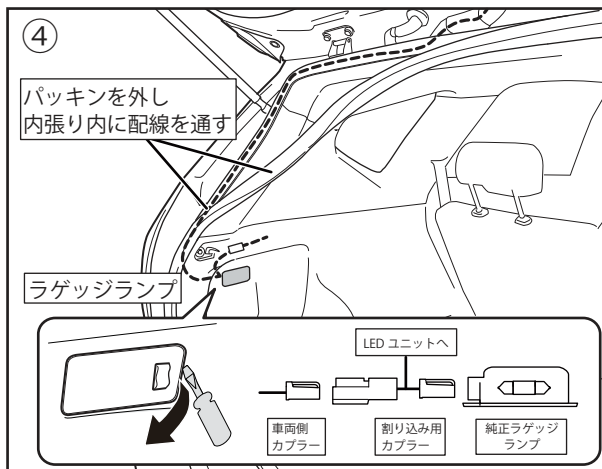 ④
パッキンを外し
内張り内に配線を通す
ラゲッジランプ
LED ユニットへ
車両側
カプラー
割り込み用
カプラー
純正ラゲッジ
ランプ